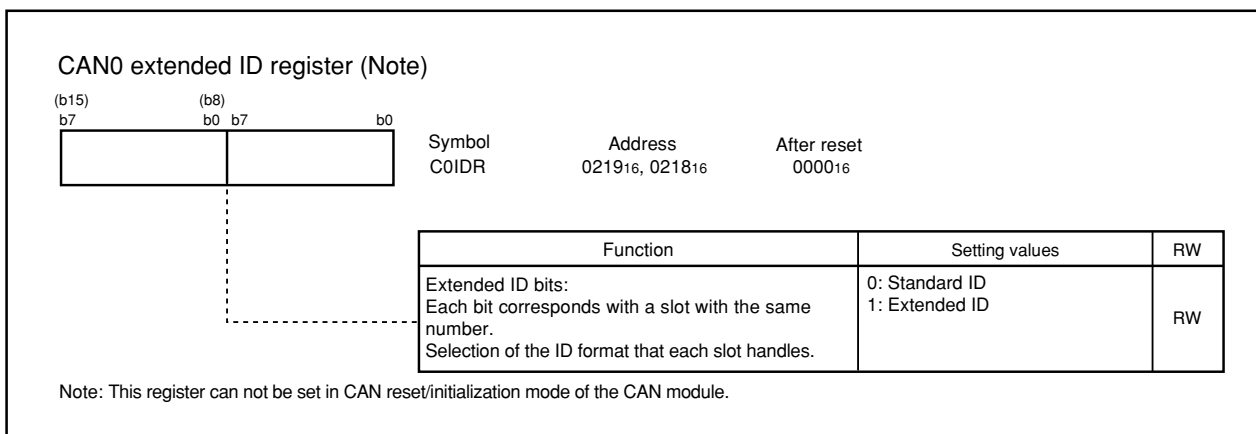 CAN0 extended ID register (Note)
(b15) (b8)
b7 b0 b7 b0
Symbol Address After reset
C0IDR 021916, 021816 000016
Function Setting values RW
Extended ID bits: 0: Standard ID
Each bit corresponds with a slot with the same 1: Extended ID
number. RW
Selection of the ID format that each slot handles.
Note: This register can not be set in CAN reset/initialization mode of the CAN module.